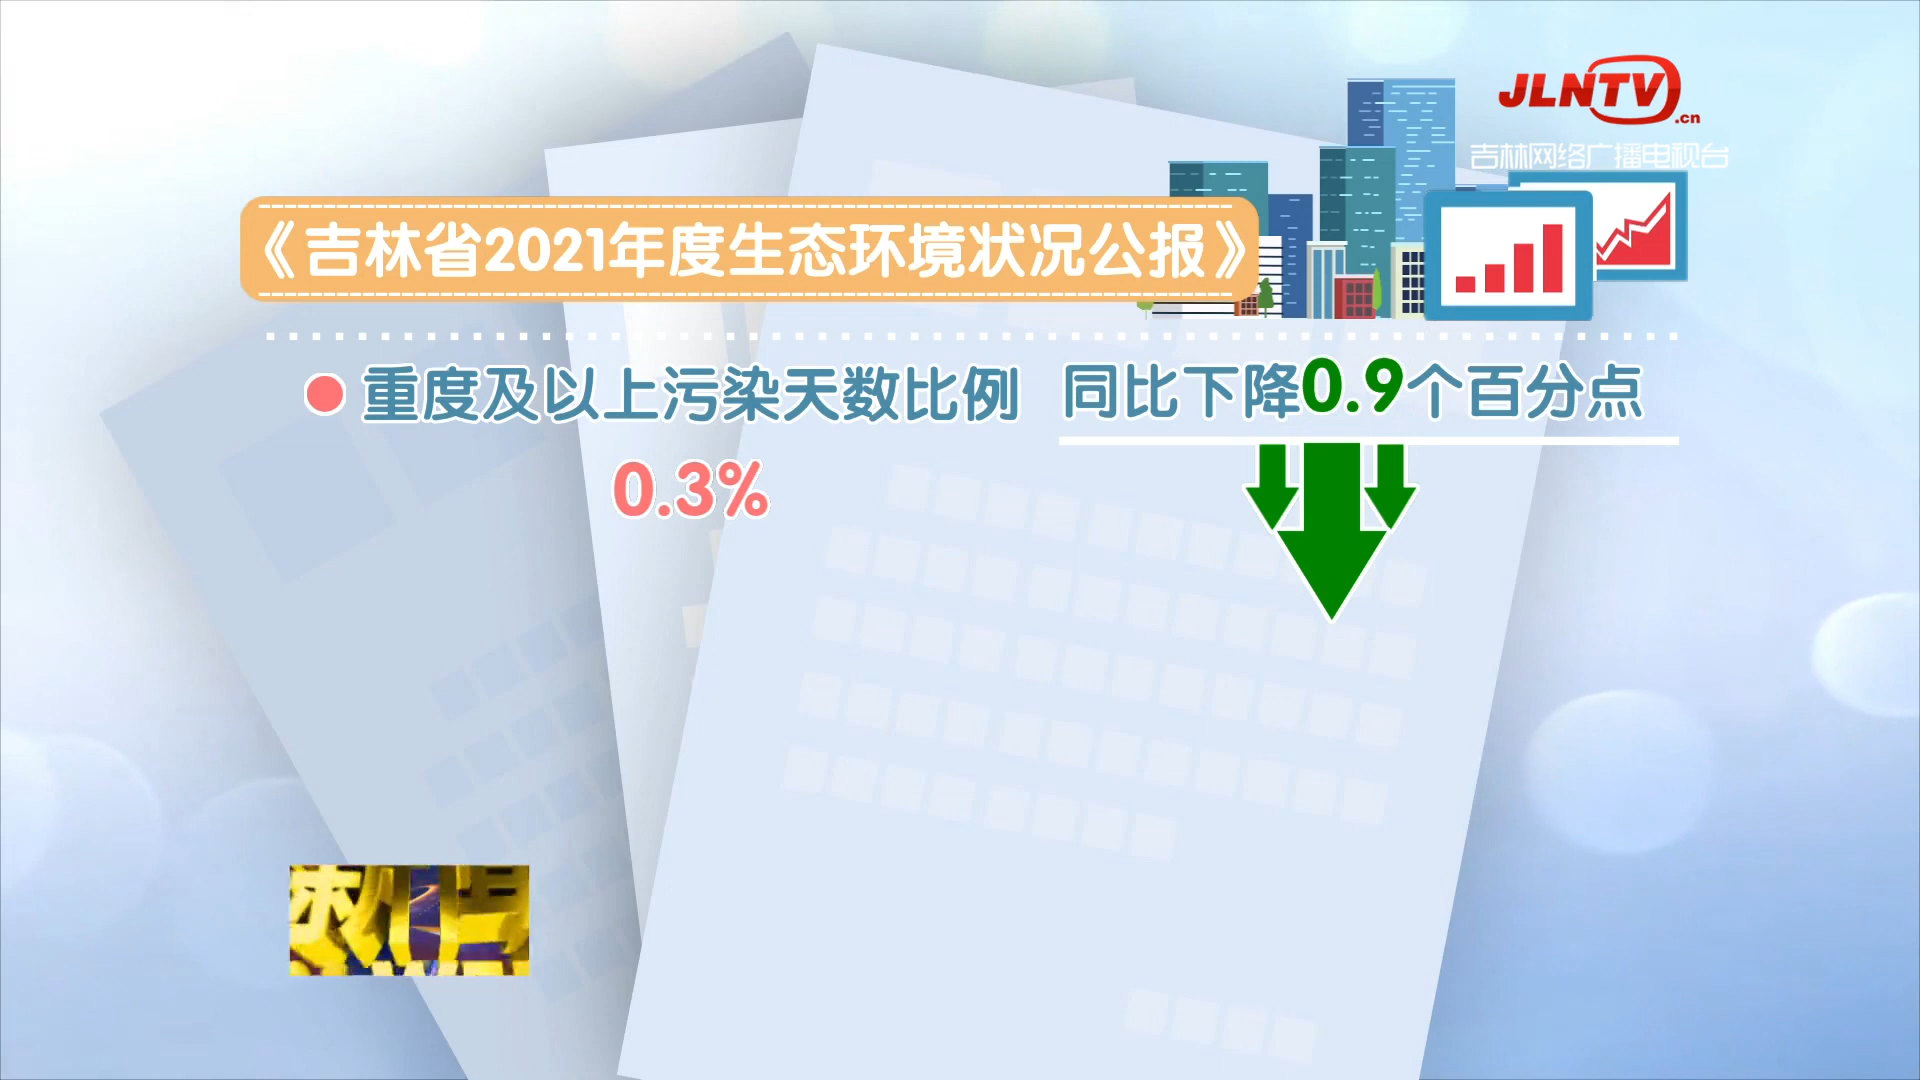 JLNTV.cn
吉林网络广播电视台
《吉林省2021年度生态环境状况公报》
重度及以上污染天数比例 同比下降0.9个百分点
0.3%